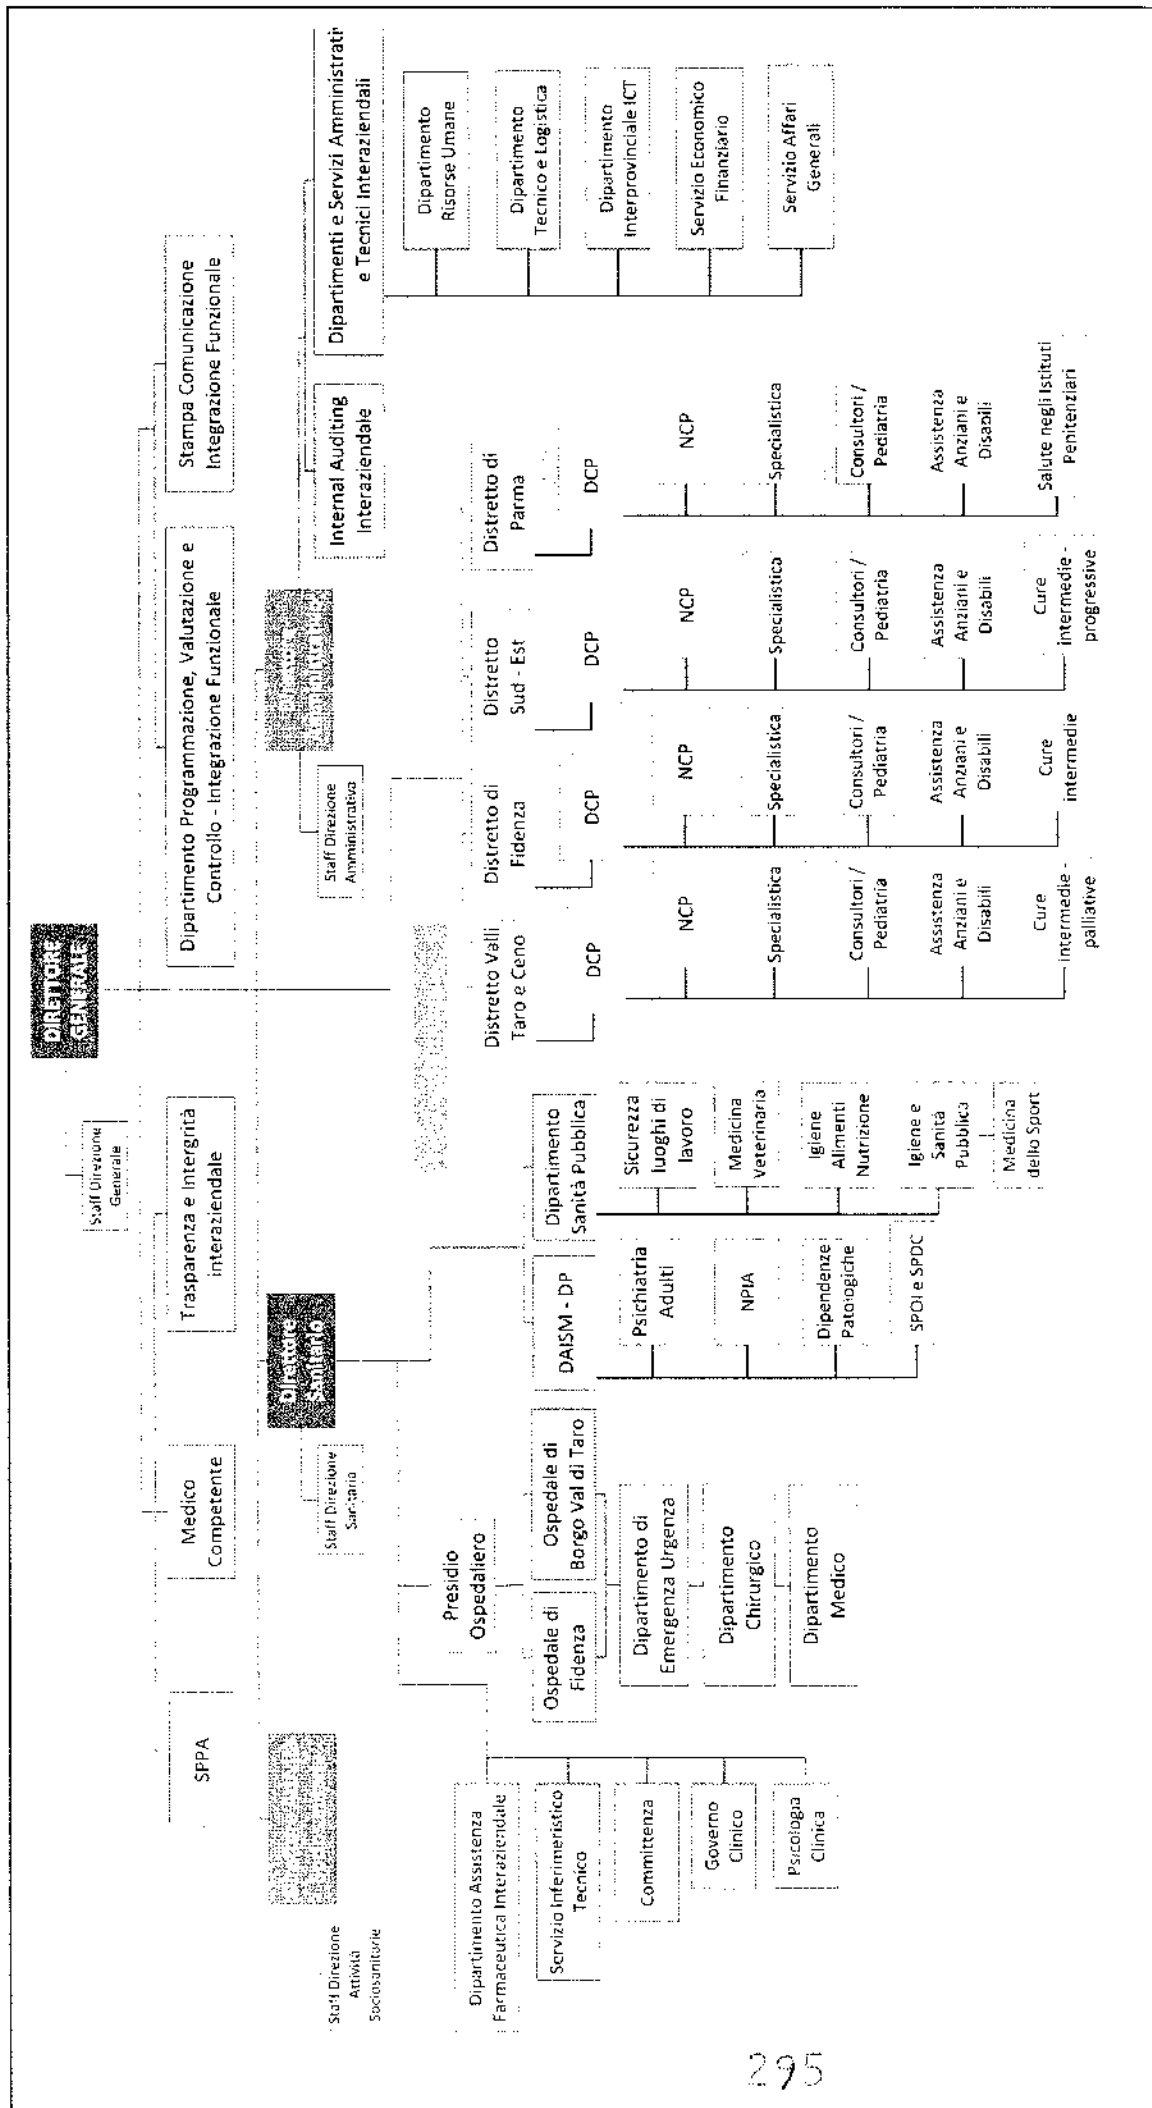 DIRETTORE
GENERALE
Staff Direzione
Generale
SPPA
Medico
Competente
Trasparenza e Intergrità
interaziendale
Dipartimento Programmazione, Valutazione e
Controllo - Integrazione Funzionale
Stampa Comunicazione
Integrazione Funzionale
Direttore
Sanitario
Staff Direzione
Attività
Sociosanitarie
Staff Direzione
Sanitaria
Staff Direzione
Amministrativa
Internal Auditing
Interaziendale
Dipartimenti e Servizi Amministrativi
e Tecnici Interaziendali
Dipartimento
Risorse Umane
Dipartimento
Tecnico e Logistica
Dipartimento
Interprovinciale ICT
Servizio Economico
Finanziario
Servizio Affari
Generali
Dipartimento Assistenza
Farmaceutica Interaziendale
Servizio Infermieristico
Tecnico
Committenza
Governo
Clinico
Psicologia
Clinica
Presidio
Ospedaliero
Ospedale di
Fidenza
Ospedale di
Borgo Val di Taro
Dipartimento di
Emergenza Urgenza
Dipartimento
Chirurgico
Dipartimento
Medico
DAISM - DP
Psichiatria
Adulti
NPIA
Dipendenze
Patologiche
SPOI e SPDC
Dipartimento
Sanità Pubblica
Sicurezza
luoghi di
lavoro
Medicina
Veterinaria
Igiene
Alimenti
Nutrizione
Igiene e
Sanità
Pubblica
Medicina
dello Sport
Distretto Valli
Taro e Ceno
DCP
NCP
Specialistica
Consultori /
Pediatria
Assistenza
Anziani e
Disabili
Cure
intermedie -
palliative
Distretto di
Fidenza
DCP
NCP
Specialistica
Consultori /
Pediatria
Assistenza
Anziani e
Disabili
Cure
intermedie
Distretto
Sud - Est
DCP
NCP
Specialistica
Consultori /
Pediatria
Assistenza
Anziani e
Disabili
Cure
intermedie -
progressive
Distretto di
Parma
DCP
NCP
Specialistica
Consultori /
Pediatria
Assistenza
Anziani e
Disabili
Salute negli Istituti
Penitenziari
295